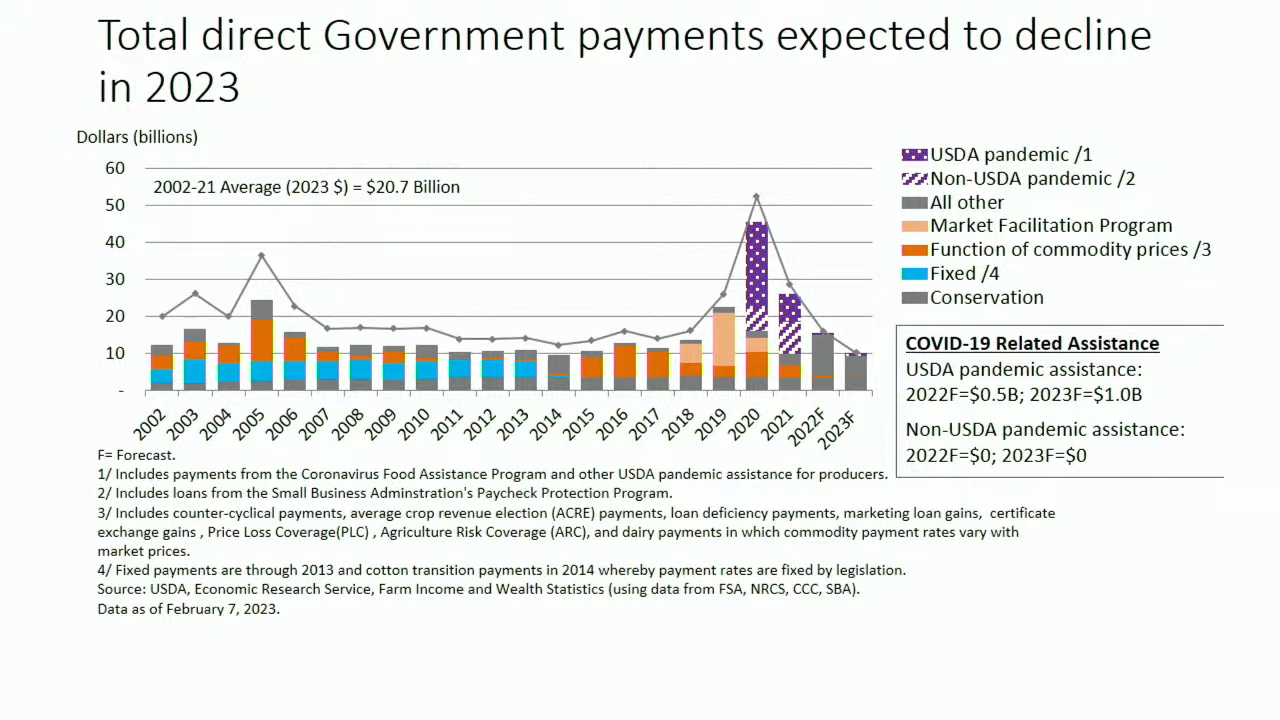 Total direct Government payments expected to decline
in 2023
Dollars (billions)
60
50
40
30
20
10
-
2002-21 Average (2023 $) = $20.7 Billion
2002
2003
2004
2005
2006
2007
2008
2009
2010
2011
2012
2013
2014
2015
2016
2017
2018
2019
2020
2021
2022F
2023F
USDA pandemic /1
Non-USDA pandemic /2
All other
Market Facilitation Program
Function of commodity prices /3
Fixed /4
Conservation
COVID-19 Related Assistance
USDA pandemic assistance:
2022F=$0.5B; 2023F=$1.0B
Non-USDA pandemic assistance:
2022F=$0; 2023F=$0
F= Forecast.
1/ Includes payments from the Coronavirus Food Assistance Program and other USDA pandemic assistance for producers.
2/ Includes loans from the Small Business Adminstration's Paycheck Protection Program.
3/ Includes counter-cyclical payments, average crop revenue election (ACRE) payments, loan deficiency payments, marketing loan gains, certificate
exchange gains , Price Loss Coverage(PLC) , Agriculture Risk Coverage (ARC), and dairy payments in which commodity payment rates vary with
market prices.
4/ Fixed payments are through 2013 and cotton transition payments in 2014 whereby payment rates are fixed by legislation.
Source: USDA, Economic Research Service, Farm Income and Wealth Statistics (using data from FSA, NRCS, CCC, SBA).
Data as of February 7, 2023.